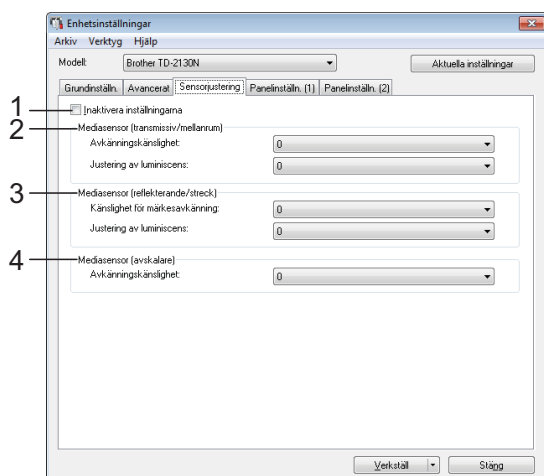 Enhetsinställningar
Arkiv Verktyg Hjälp
Modell: Brother TD-2130N Aktuella inställningar
Grundinställn. Avancerat Sensorjustering Panelinställn. (1) Panelinställn. (2)
1 Inaktivera inställningarna
2 Mediasensor (transmissiv/mellanrum)
Avkänningskänslighet: 0
Justering av luminiscens: 0
3 Mediasensor (reflekterande/streck)
Känslighet för märkesavkänning: 0
Justering av luminiscens: 0
4 Mediasensor (avskalare)
Avkänningskänslighet: 0
Verkställ Stäng